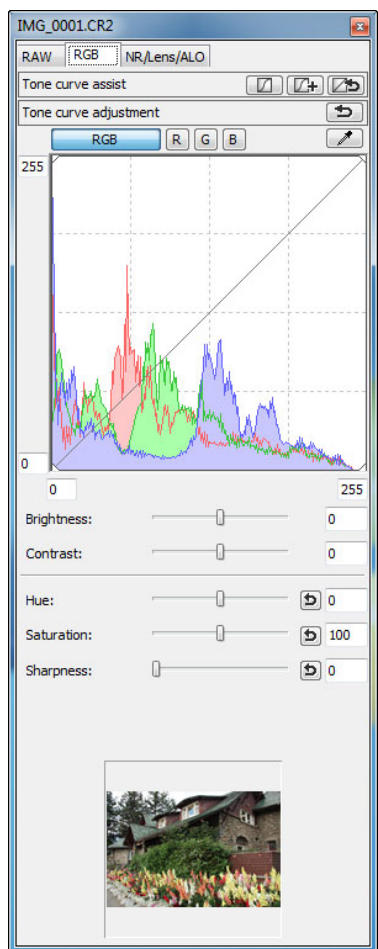 IMG_0001.CR2
RAW RGB NR/Lens/ALO
Tone curve assist
Tone curve adjustment
RGB R G B
255
0
0 255
Brightness: 0
Contrast: 0
Hue: 0
Saturation: 100
Sharpness: 0